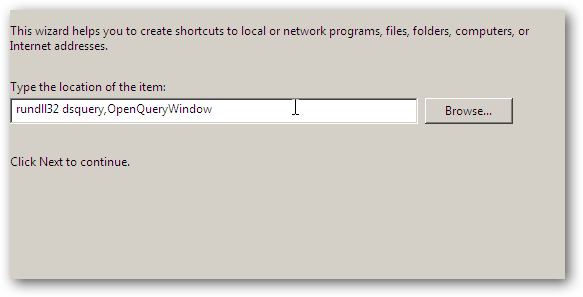 This wizard helps you to create shortcuts to local or network programs, files, folders, computers, or
Internet addresses.
Type the location of the item:
rundll32 dsquery,OpenQueryWindow
Browse...
Click Next to continue.